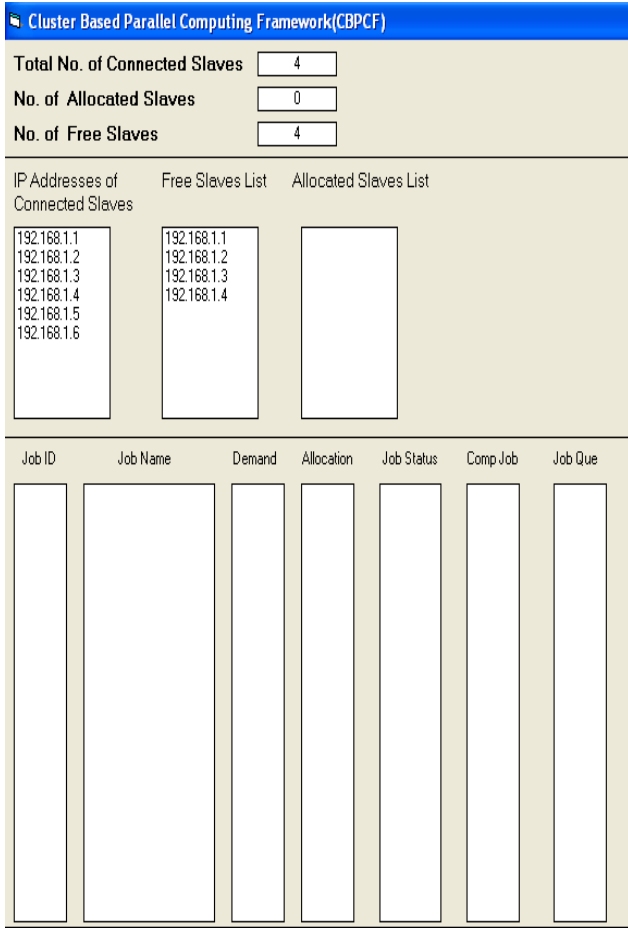 Cluster Based Parallel Computing Framework(CBPCF)
Total No. of Connected Slaves 4
No. of Allocated Slaves 0
No. of Free Slaves 4
IP Addresses of Connected Slaves
192.168.1.1
192.168.1.2
192.168.1.3
192.168.1.4
192.168.1.5
192.168.1.6
Free Slaves List
192.168.1.1
192.168.1.2
192.168.1.3
192.168.1.4
Allocated Slaves List
Job ID Job Name Demand Allocation Job Status Comp Job Job Que